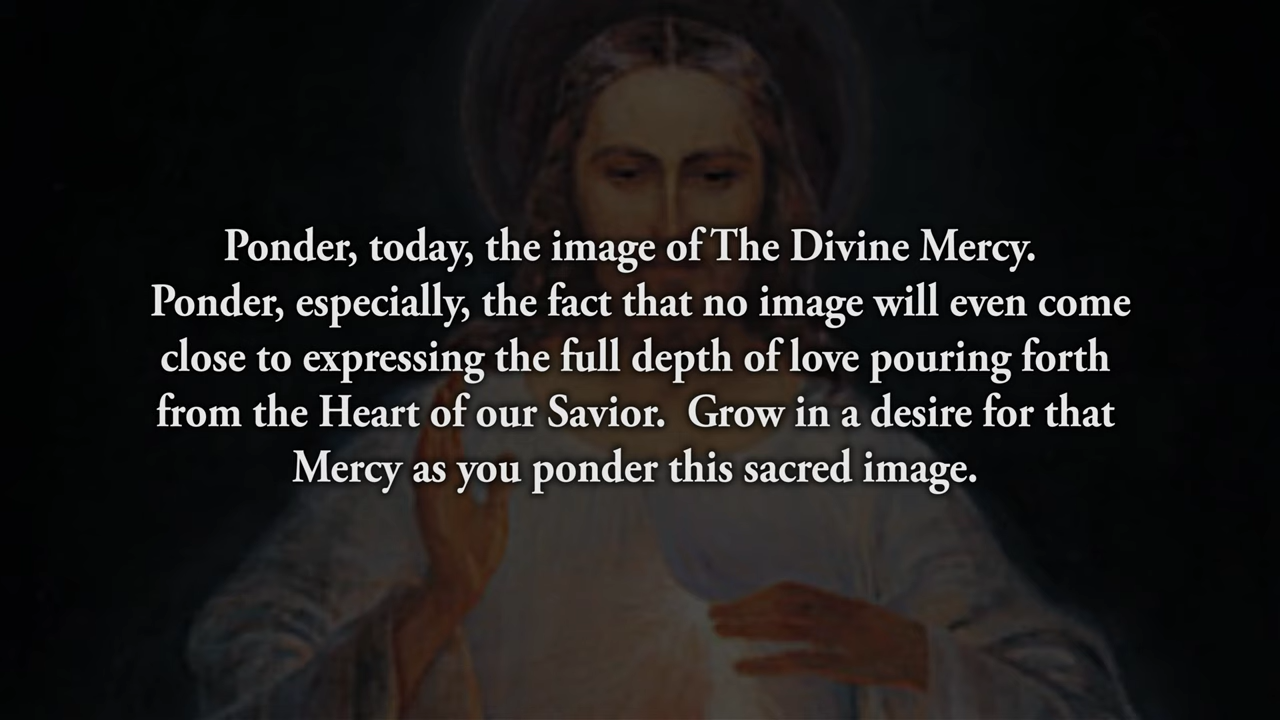 Ponder, today, the image of The Divine Mercy.
Ponder, especially, the fact that no image will even come
close to expressing the full depth of love pouring forth
from the Heart of our Savior.  Grow in a desire for that
Mercy as you ponder this sacred image.